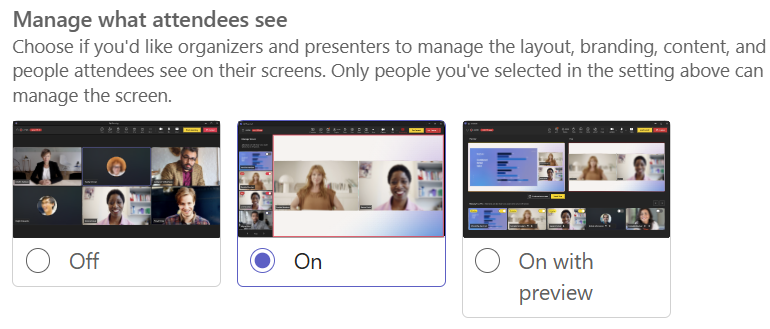 Manage what attendees see
Choose if you'd like organizers and presenters to manage the layout, branding, content, and
people attendees see on their screens. Only people you've selected in the setting above can
manage the screen.
Off
On
On with
preview